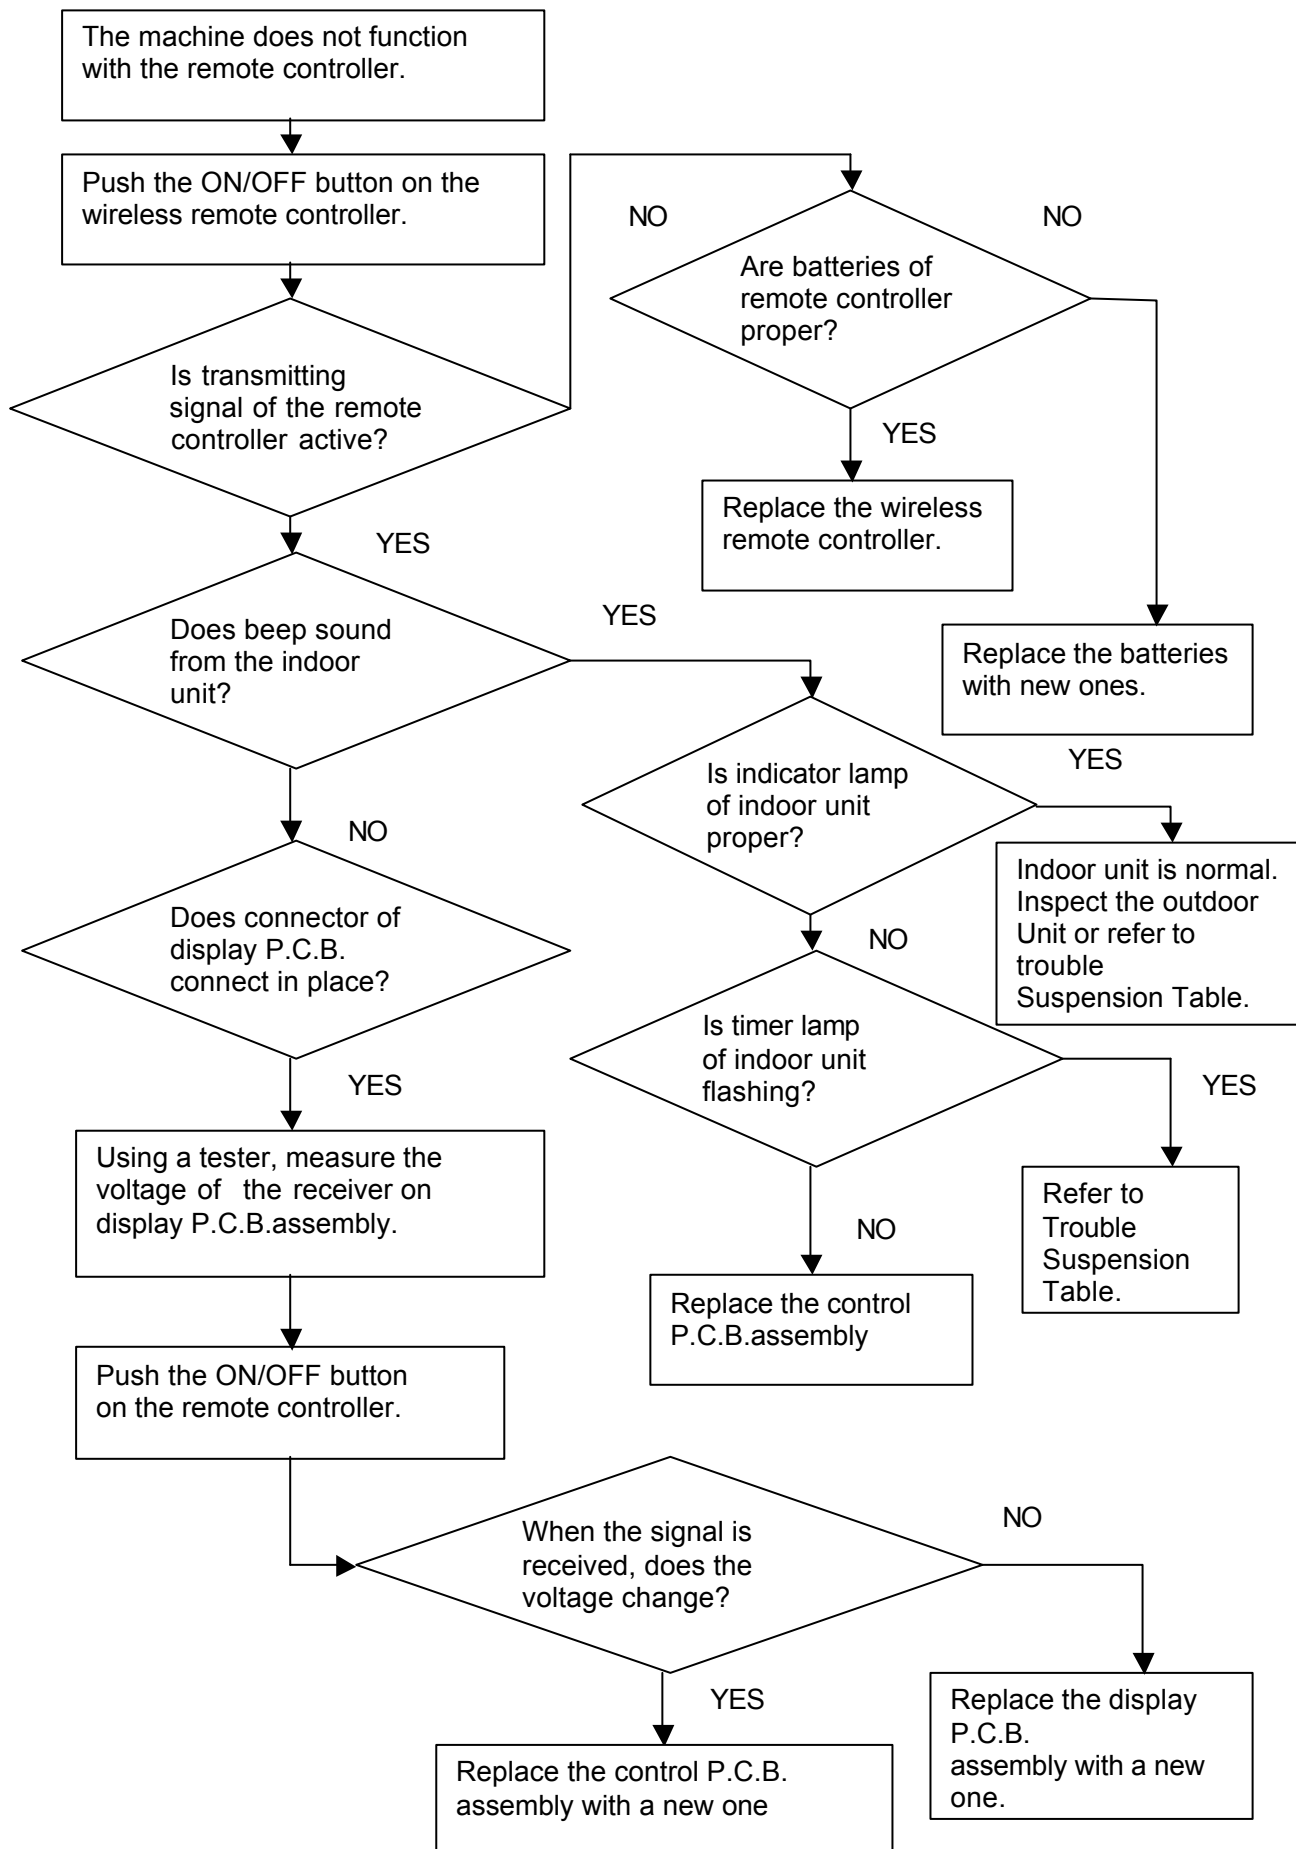 The machine does not function
with the remote controller.
Push the ON/OFF button on the
wireless remote controller.
NO
NO
Are batteries of
remote controller
proper?
Is transmitting
signal of the remote
controller active?
YES
Replace the wireless
remote controller.
YES
YES
Does beep sound
from the indoor
unit?
Replace the batteries
with new ones.
YES
Is indicator lamp
of indoor unit
proper?
NO
Indoor unit is normal.
Inspect the outdoor
Unit or refer to
trouble
Suspension Table.
Does connector of
display P.C.B.
connect in place?
NO
Is timer lamp
of indoor unit
flashing?
YES
YES
Using a tester, measure the
voltage of the receiver on
display P.C.B.assembly.
Refer to
Trouble
Suspension
Table.
NO
Replace the control
P.C.B.assembly
Push the ON/OFF button
on the remote controller.
When the signal is
received, does the
voltage change?
NO
YES
Replace the display
P.C.B.
assembly with a new
one.
Replace the control P.C.B.
assembly with a new one